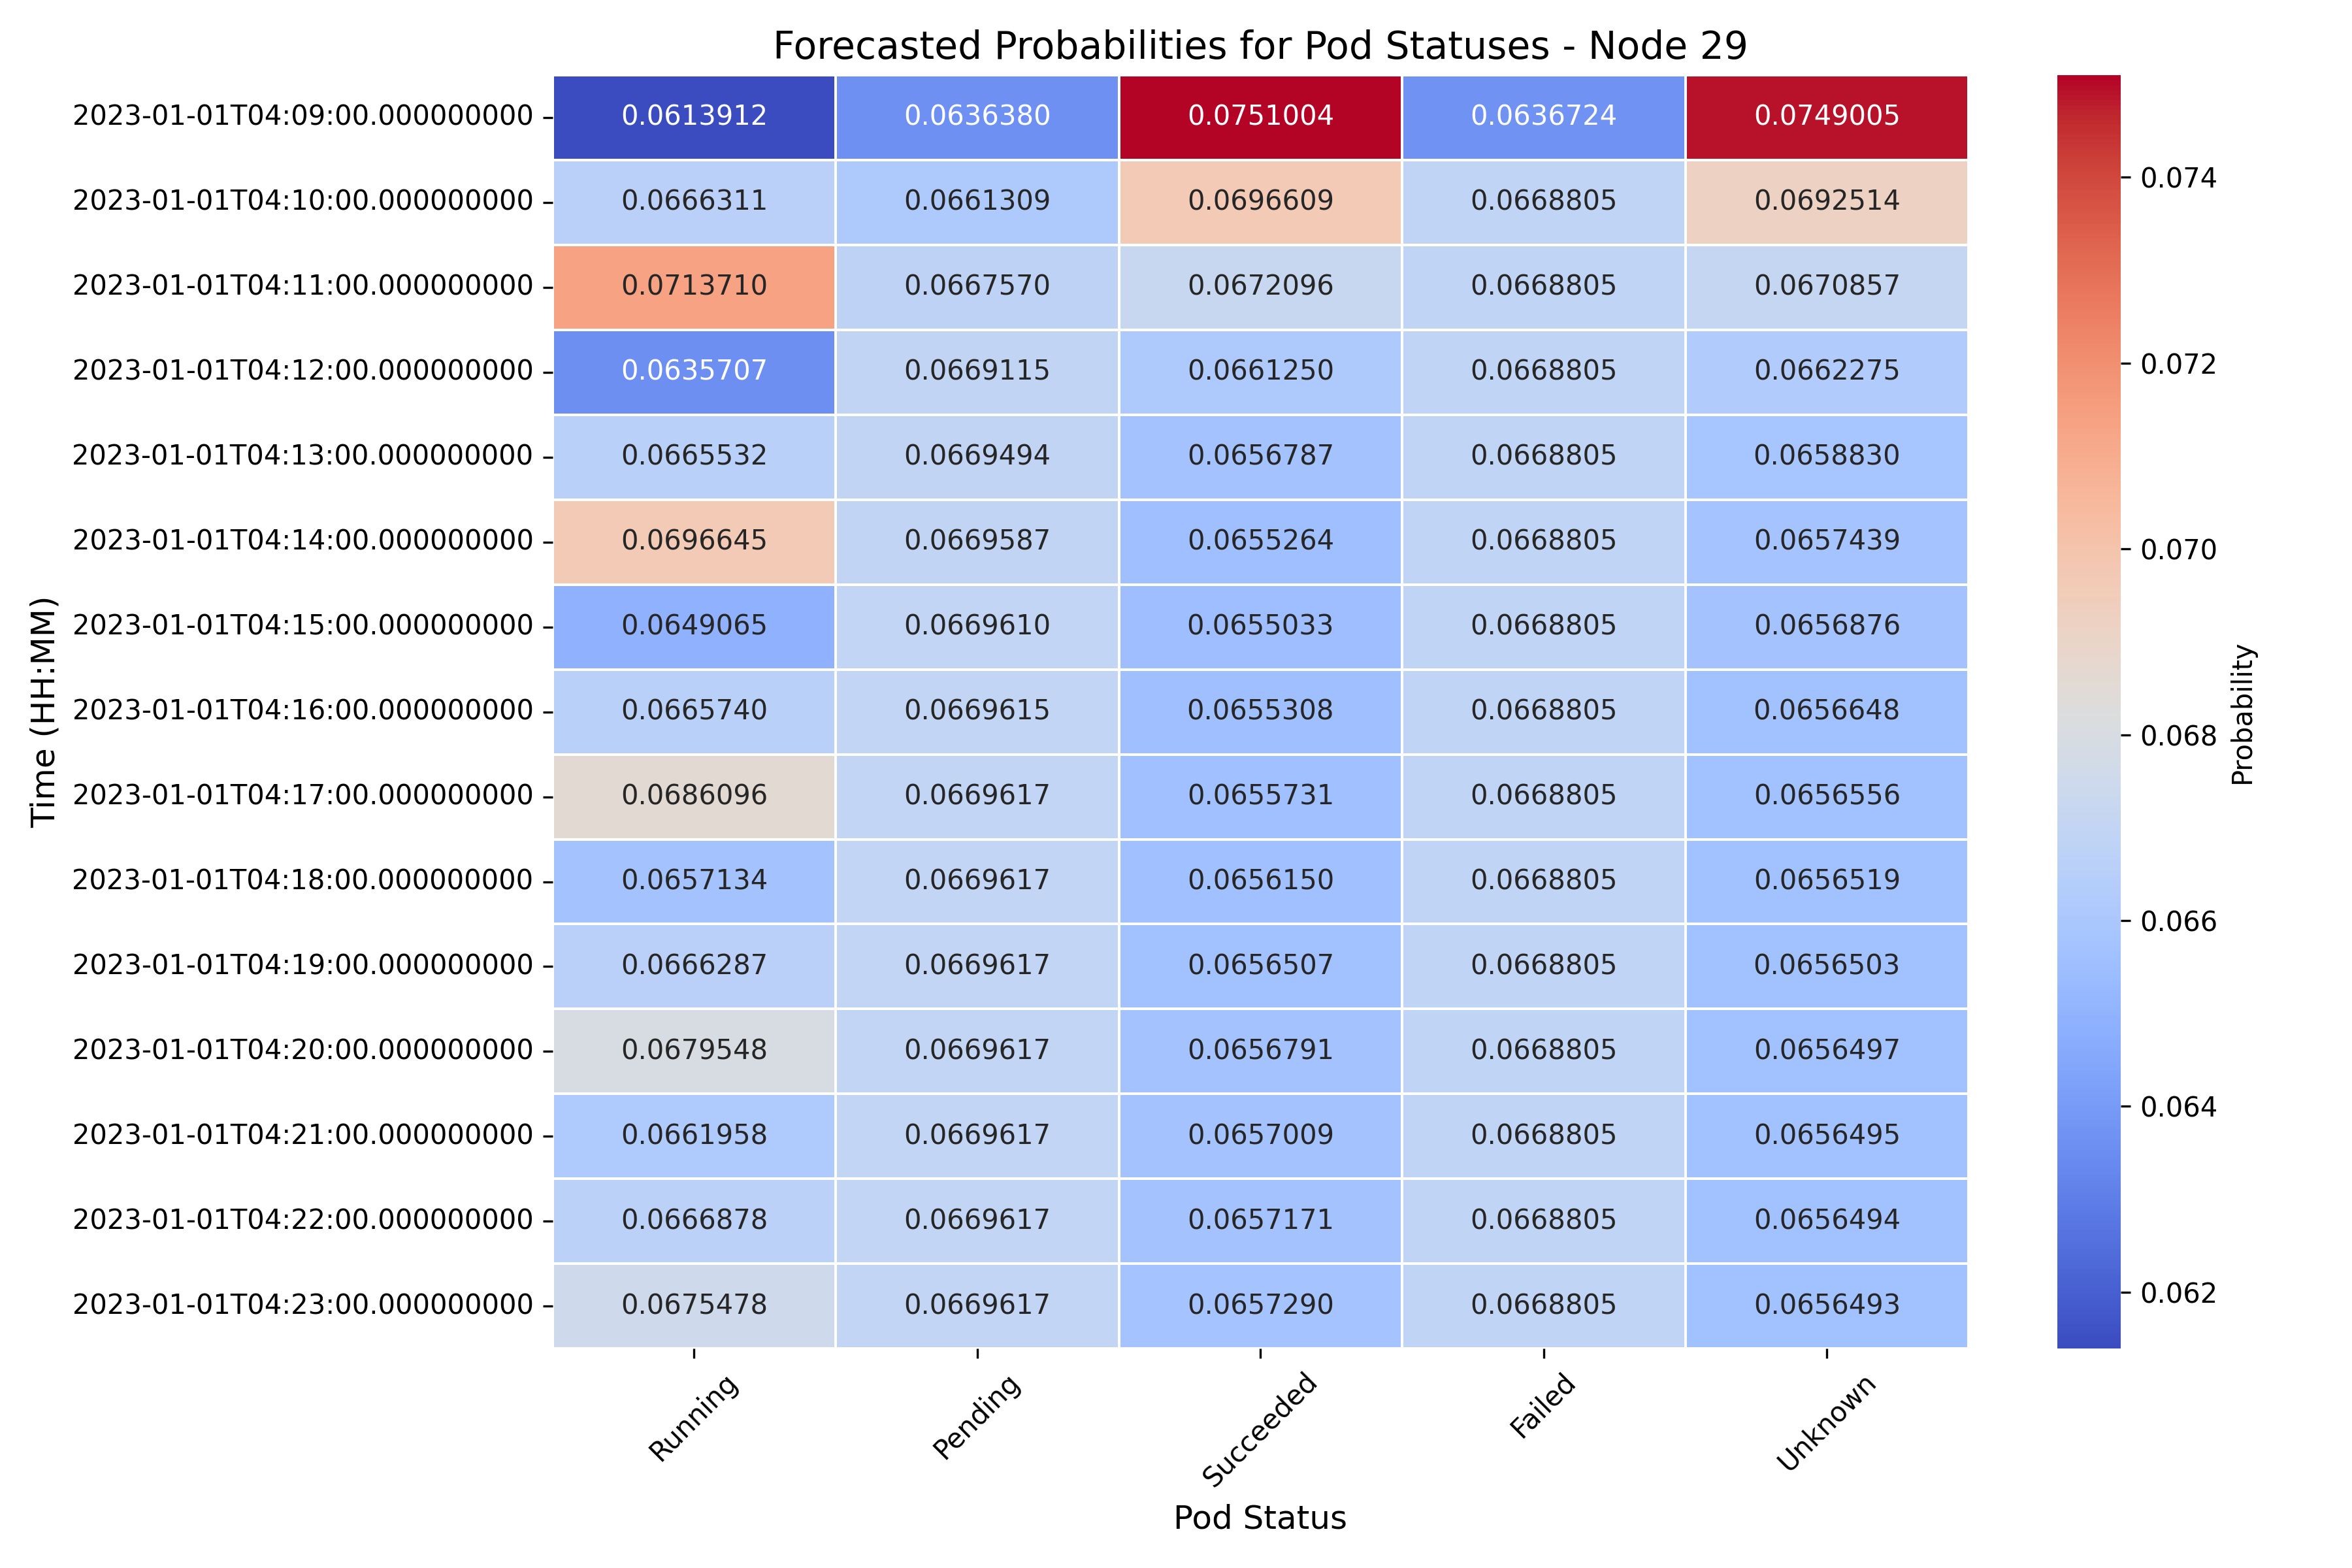 Forecasted Probabilities for Pod Statuses - Node 29
2023-01-01T04:09:00.000000000 0.0613912 0.0636380 0.0751004 0.0636724 0.0749005
2023-01-01T04:10:00.000000000 0.0666311 0.0661309 0.0696609 0.0668805 0.0692514
2023-01-01T04:11:00.000000000 0.0713710 0.0667570 0.0672096 0.0668805 0.0670857
2023-01-01T04:12:00.000000000 0.0635707 0.0669115 0.0661250 0.0668805 0.0662275
2023-01-01T04:13:00.000000000 0.0665532 0.0669494 0.0656787 0.0668805 0.0658830
2023-01-01T04:14:00.000000000 0.0696645 0.0669587 0.0655264 0.0668805 0.0657439
2023-01-01T04:15:00.000000000 0.0649065 0.0669610 0.0655033 0.0668805 0.0656876
2023-01-01T04:16:00.000000000 0.0665740 0.0669615 0.0655308 0.0668805 0.0656648
2023-01-01T04:17:00.000000000 0.0686096 0.0669617 0.0655731 0.0668805 0.0656556
2023-01-01T04:18:00.000000000 0.0657134 0.0669617 0.0656150 0.0668805 0.0656519
2023-01-01T04:19:00.000000000 0.0666287 0.0669617 0.0656507 0.0668805 0.0656503
2023-01-01T04:20:00.000000000 0.0679548 0.0669617 0.0656791 0.0668805 0.0656497
2023-01-01T04:21:00.000000000 0.0661958 0.0669617 0.0657009 0.0668805 0.0656495
2023-01-01T04:22:00.000000000 0.0666878 0.0669617 0.0657171 0.0668805 0.0656494
2023-01-01T04:23:00.000000000 0.0675478 0.0669617 0.0657290 0.0668805 0.0656493
Running Pending Succeeded Failed Unknown
Pod Status
Time (HH:MM)
0.074
0.072
0.070
0.068
0.066
0.064
0.062
Probability